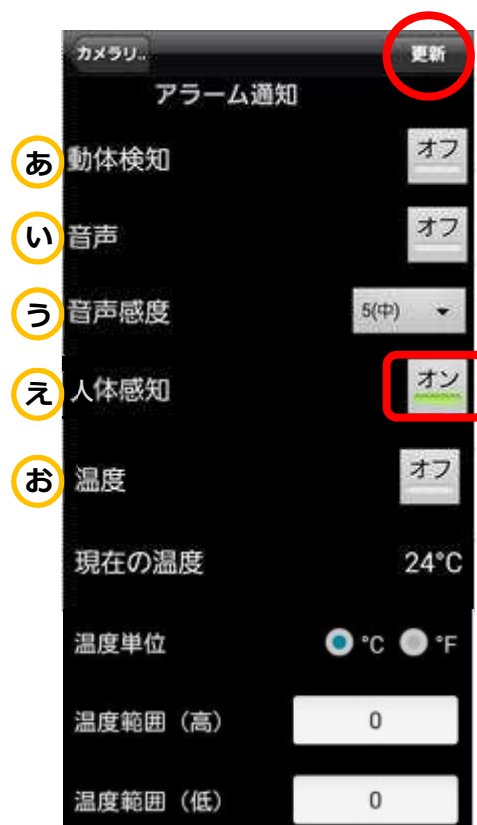 カメラリ.. 更新
アラーム通知
あ 動体検知 オフ
い 音声 オフ
う 音声感度 5(中)
え 人体感知 オン
お 温度 オフ
現在の温度 24°C
温度単位 °C °F
温度範囲（高） 0
温度範囲（低） 0